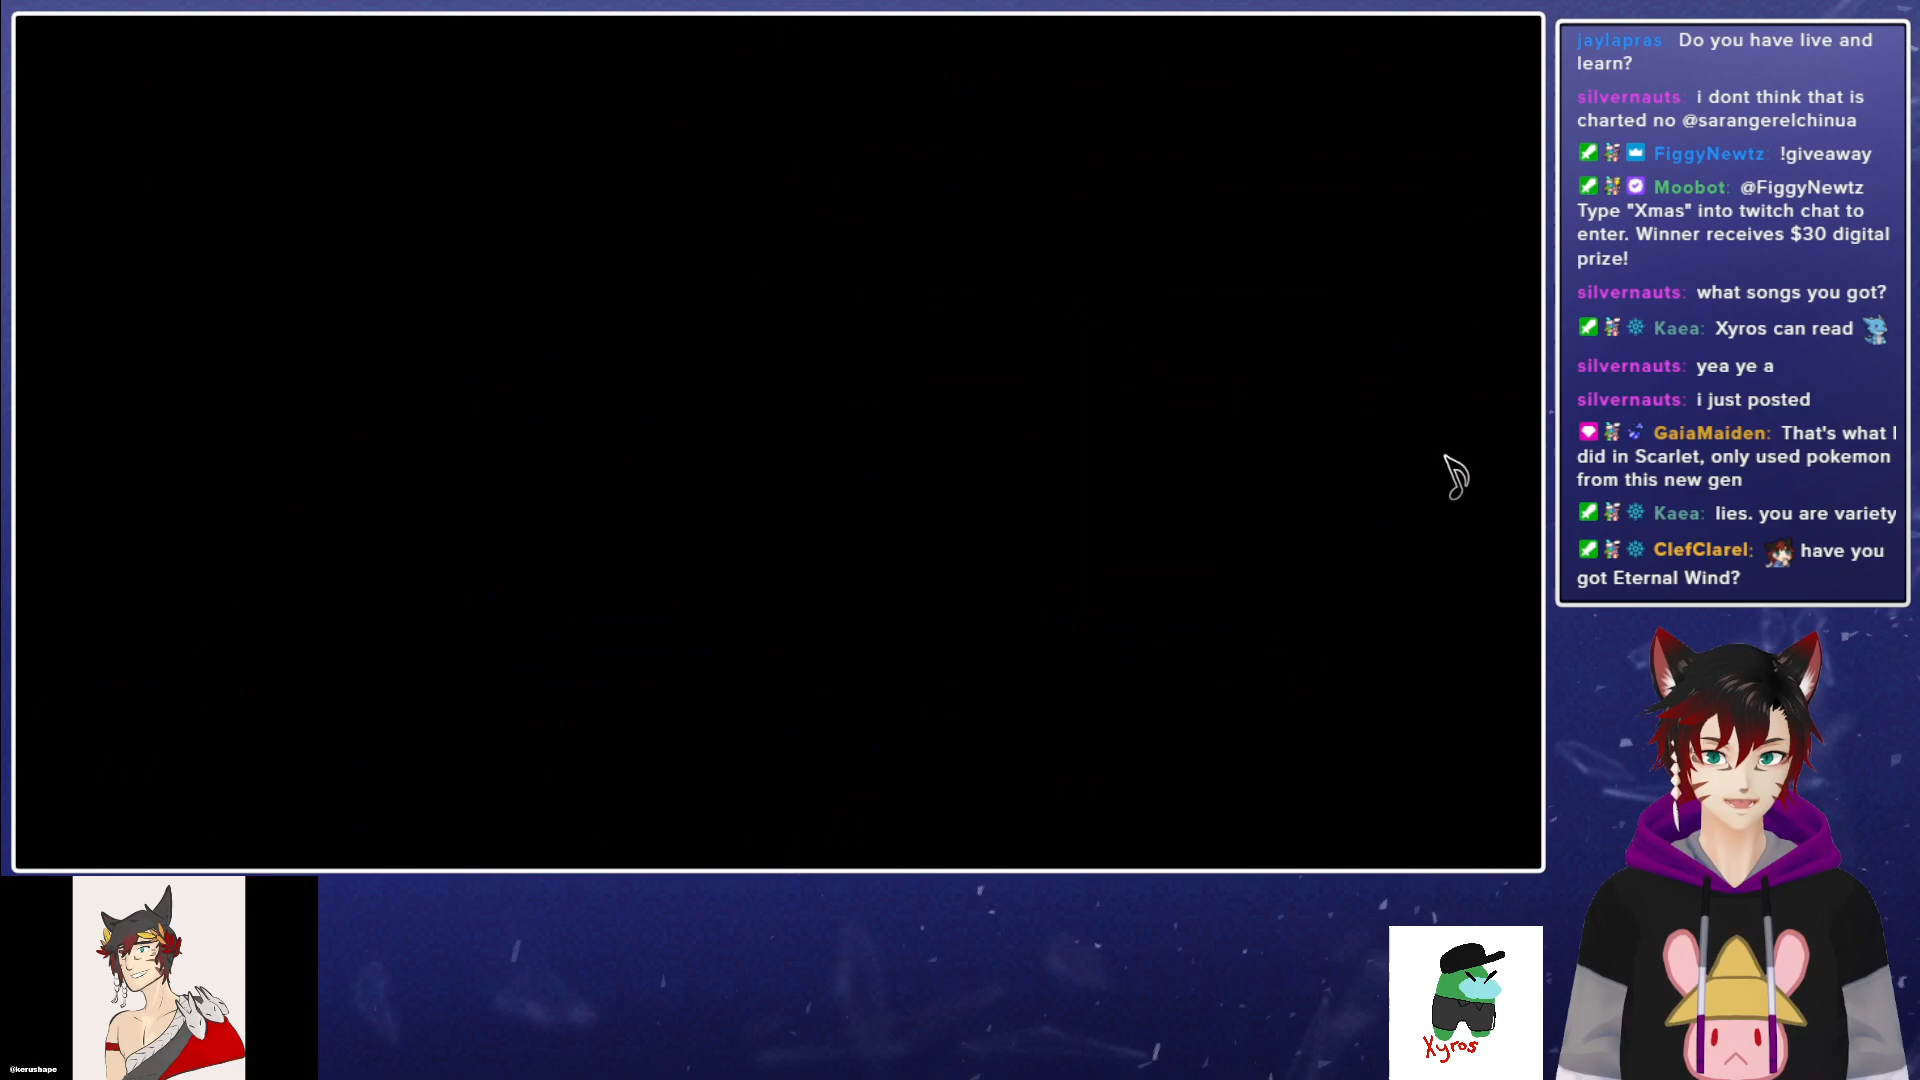 jaylapras: Do you have live and
learn?
silvernauts: i dont think that is
charted no @sarangerelchinua
FiggyNewtz: !giveaway
Moobot: @FiggyNewtz
Type "Xmas" into twitch chat to
enter. Winner receives $30 digital
prize!
silvernauts: what songs you got?
Kaea: Xyros can read
silvernauts: yea ye a
silvernauts: i just posted
GaiaMaiden: That's what I
did in Scarlet, only used pokemon
from this new gen
Kaea: lies. you are variety
ClefClarel: have you
got Eternal Wind?
Xyros
@kerushape